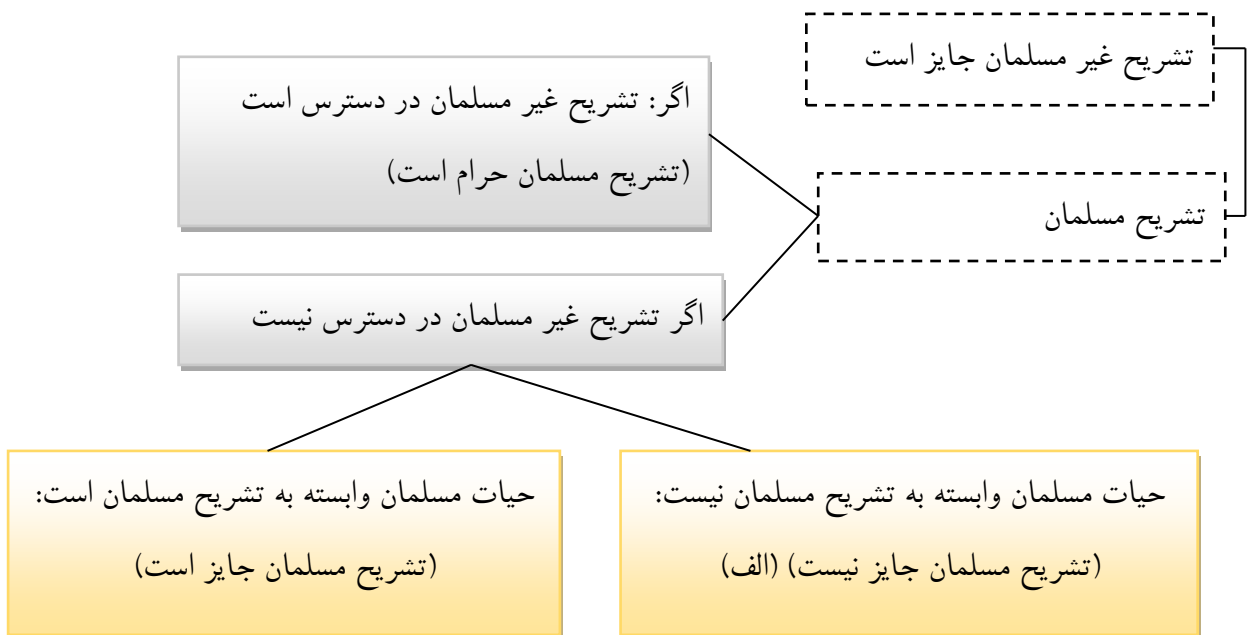 تشریح غیر مسلمان جایز است
اگر: تشریح غیر مسلمان در دسترس است
(تشریح مسلمان حرام است)
تشریح مسلمان
اگر تشریح غیر مسلمان در دسترس نیست
حیات مسلمان وابسته به تشریح مسلمان نیست:
(تشریح مسلمان جایز نیست) (الف)
حیات مسلمان وابسته به تشریح مسلمان است:
(تشریح مسلمان جایز است)